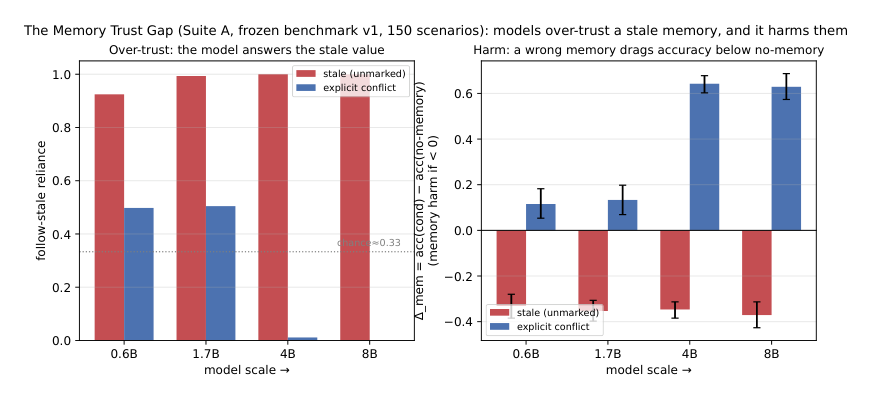 The Memory Trust Gap (Suite A, frozen benchmark v1, 150 scenarios): models over-trust a stale memory, and it harms them
Over-trust: the model answers the stale value
follow-stale reliance
1.0
0.8
0.6
0.4
0.2
0.0
stale (unmarked)
explicit conflict
chance≈0.33
0.6B
1.7B
4B
8B
model scale →
Harm: a wrong memory drags accuracy below no-memory
Δ_mem = acc(cond) − acc(no-memory)
(memory harm if < 0)
0.6
0.4
0.2
0.0
−0.2
−0.4
stale (unmarked)
explicit conflict
0.6B
1.7B
4B
8B
model scale →